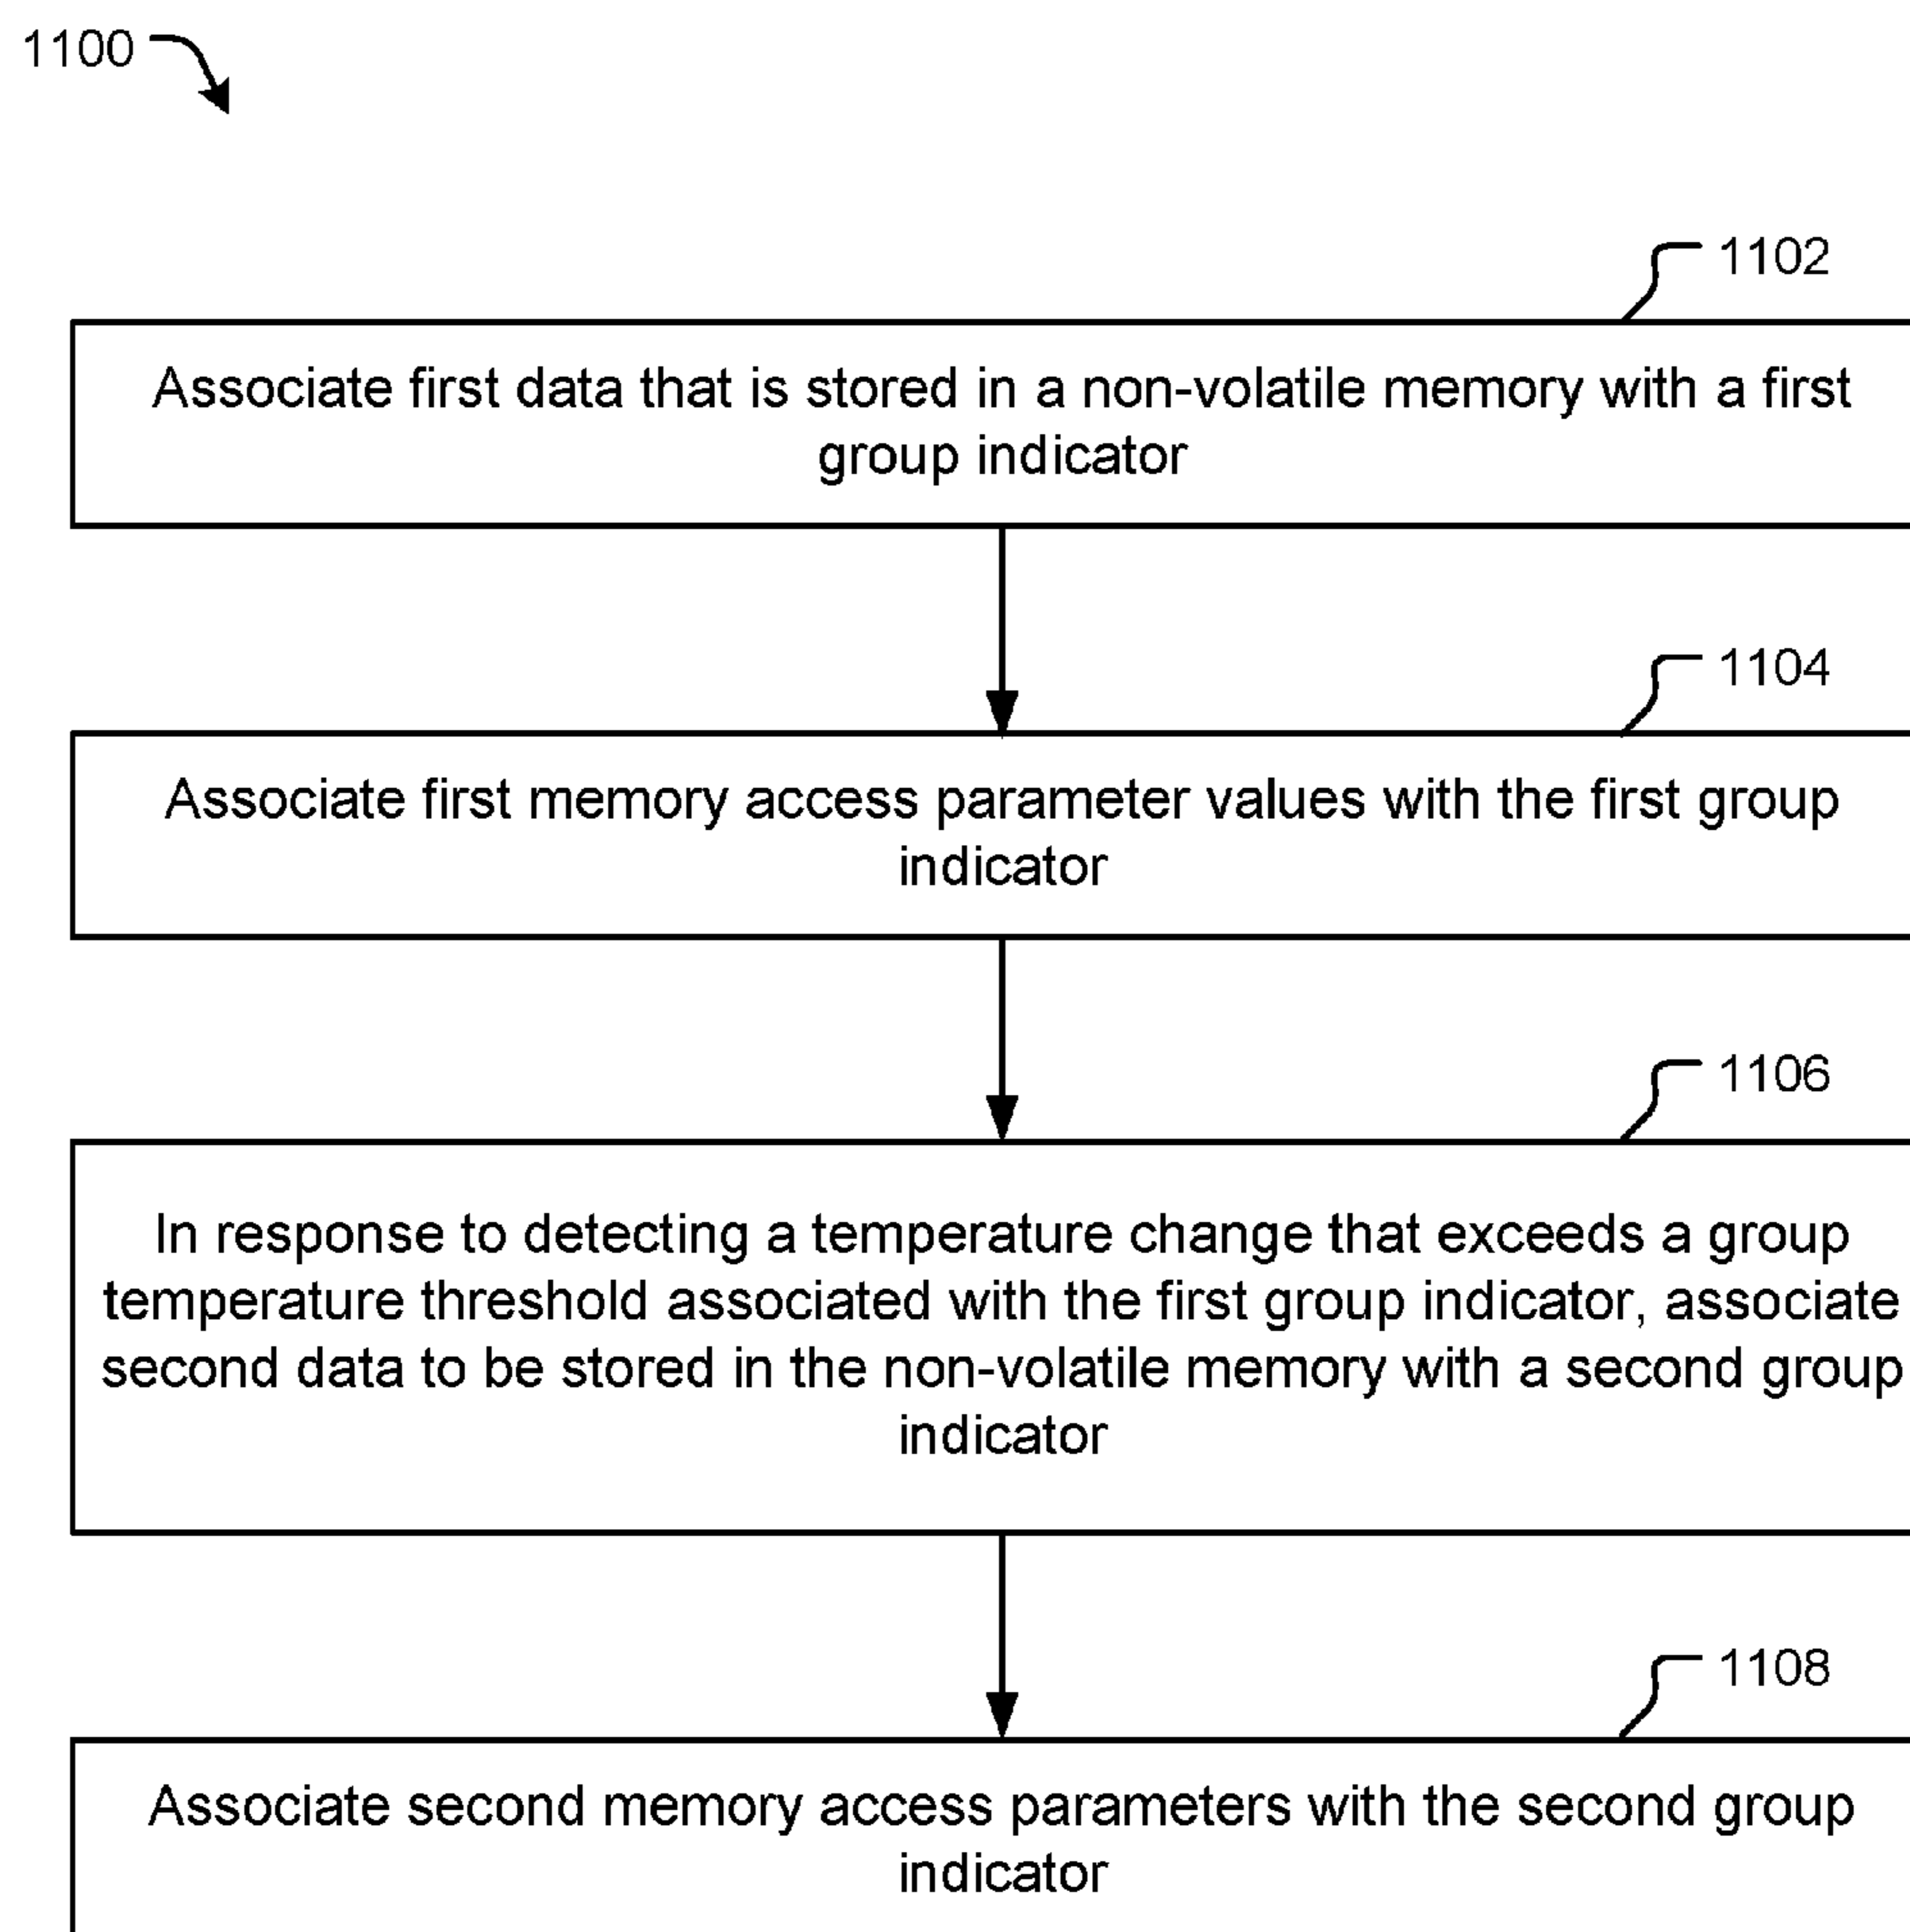 1100
1102
Associate first data that is stored in a non-volatile memory with a first
group indicator
1104
Associate first memory access parameter values with the first group
indicator
1106
In response to detecting a temperature change that exceeds a group
temperature threshold associated with the first group indicator, associate
second data to be stored in the non-volatile memory with a second group
indicator
1108
Associate second memory access parameters with the second group
indicator